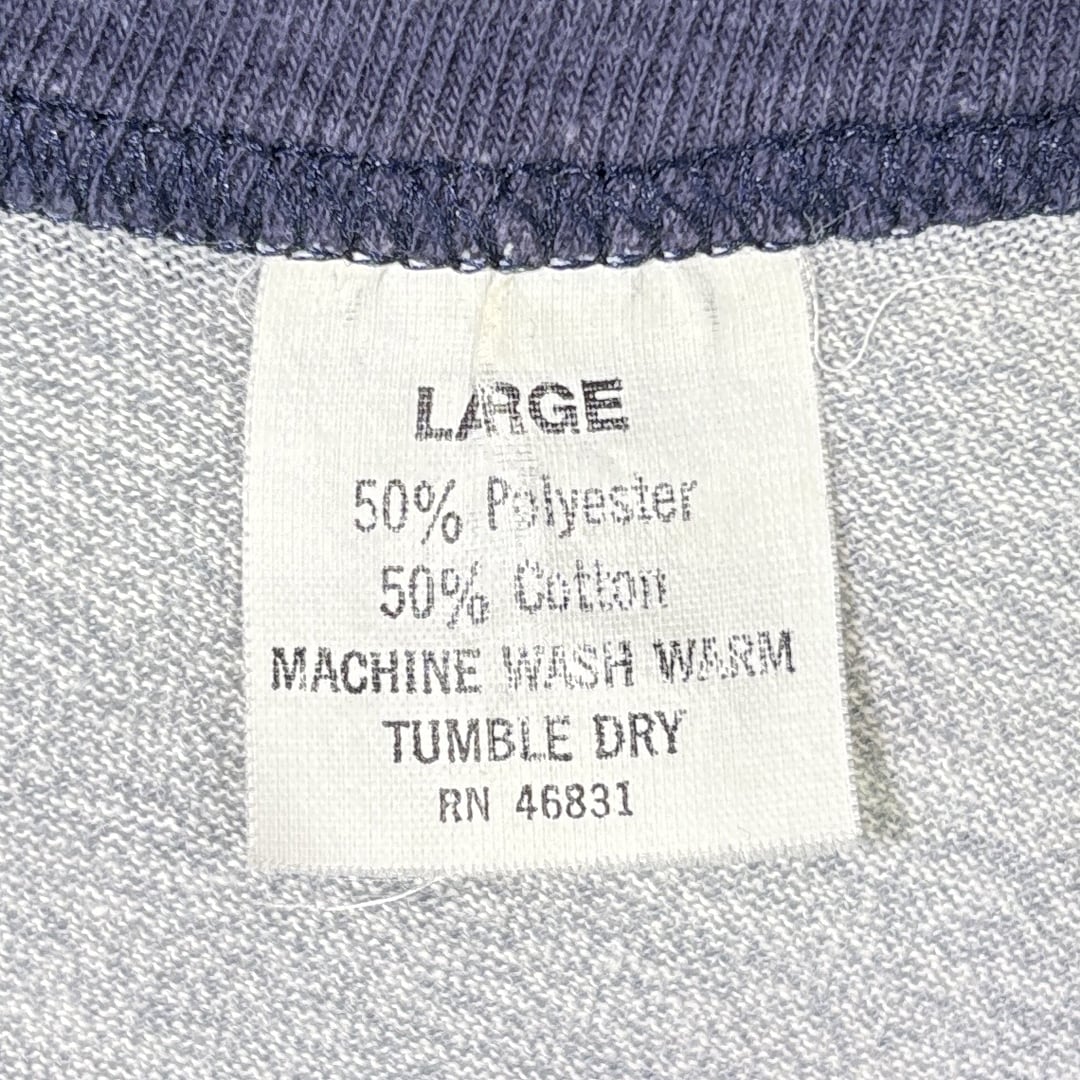 LARGE
50% Polyester
50% Cotton
MACHINE WASH WARM
TUMBLE DRY
RN 46831